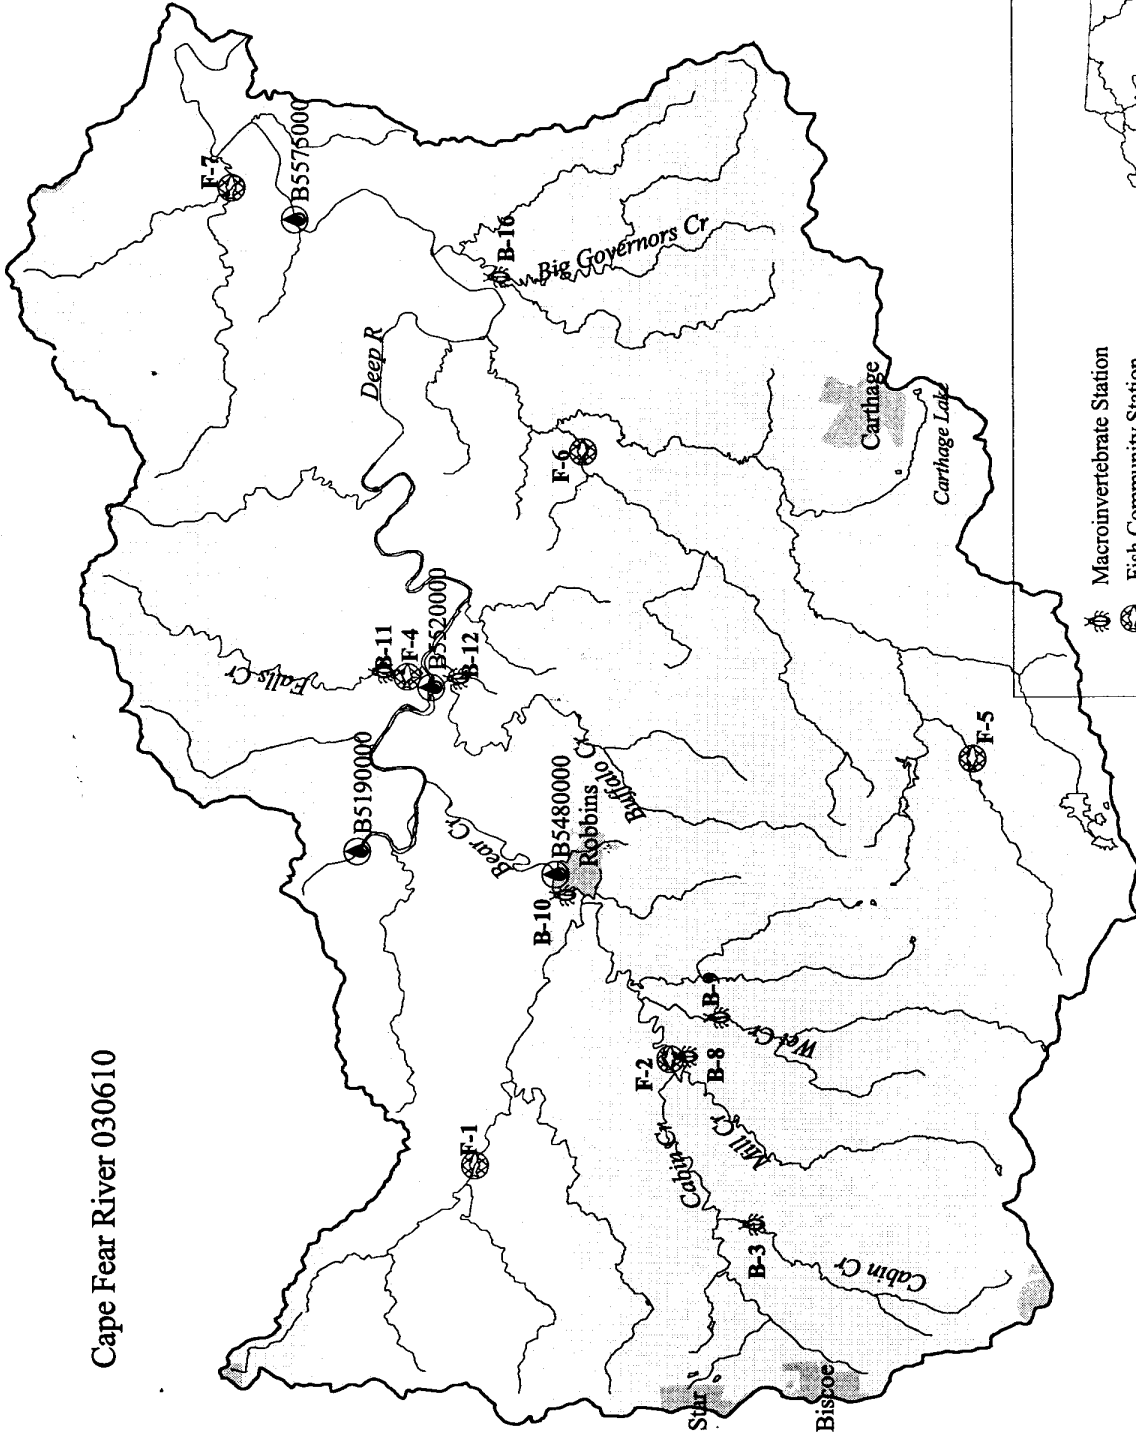 Cape Fear River 030610
F-7
B5575000
B-16
Big Governors Cr
Deep R
Carthage
Carthage Lake
F-6
Falls Cr
B-11
F-4
B5520000
B-12
B5190000
Bear Cr
B5480000
Robbins
Buffalo Cr
B-10
F-5
B-9
Wet Cr
F-2
B-8
Mill Cr
Cabin Cr
F-1
B-3
Cabin Cr
Star
Biscoe
Macroinvertebrate Station
Fish Community Station